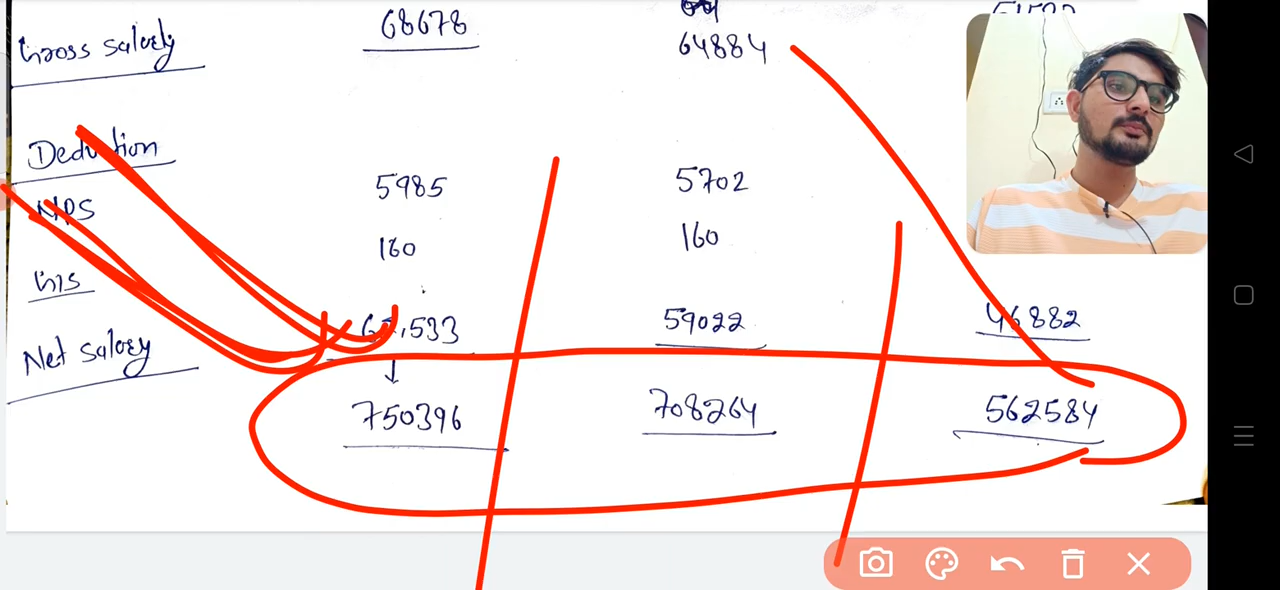 68678
Gross Salary
64884
Deduction
5985
5702
NPS
160
160
GIS
59022
46882
Net Salary
750396
708264
562584